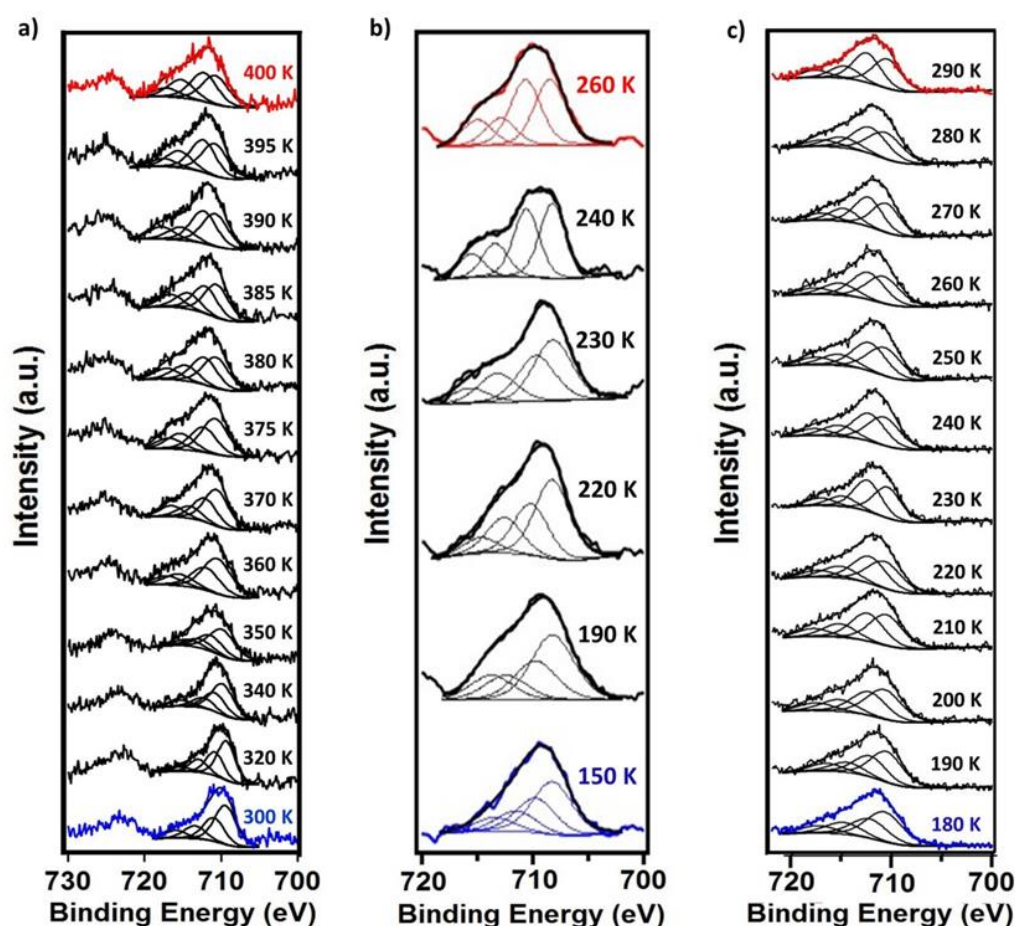 a)
400 K
395 K
390 K
385 K
380 K
375 K
370 K
360 K
350 K
340 K
320 K
300 K
Intensity (a.u.)
730 720 710 700
Binding Energy (eV)
b)
260 K
240 K
230 K
220 K
190 K
150 K
Intensity (a.u.)
720 710 700
Binding Energy (eV)
c)
290 K
280 K
270 K
260 K
250 K
240 K
230 K
220 K
210 K
200 K
190 K
180 K
Intensity (a.u.)
720 710 700
Binding Energy (eV)